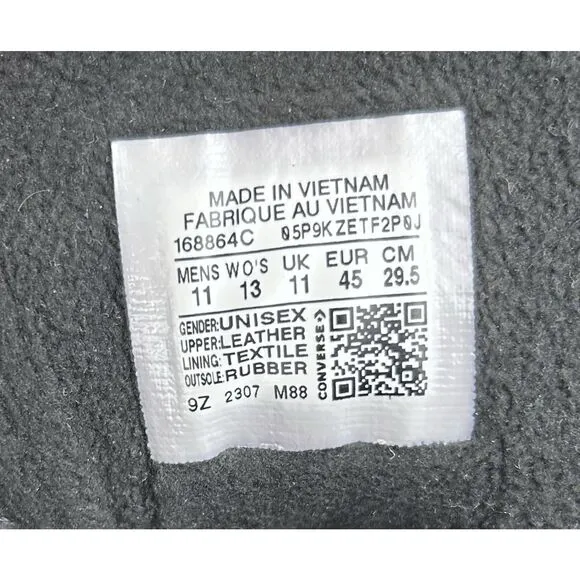 MADE IN VIETNAM
FABRIQUE AU VIETNAM
168864C 05P9KZETF2P0J
MENS WO'S UK EUR CM
11 13 11 45 29.5
GENDER:UNISEX
UPPER:LEATHER
LINING:TEXTILE
OUTSOLE:RUBBER
9Z 2307 M88
CONVERSE